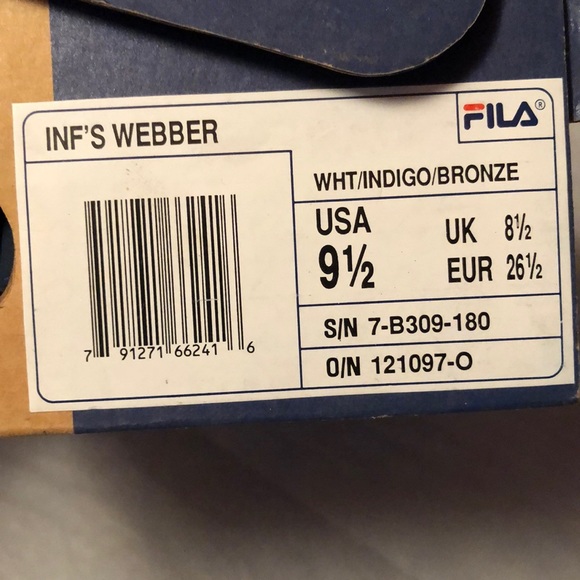 INF'S WEBBER
FILA®
WHT/INDIGO/BRONZE
USA
9½
UK 8½
EUR 26½
S/N 7-B309-180
O/N 121097-O
7 91271 66241 6